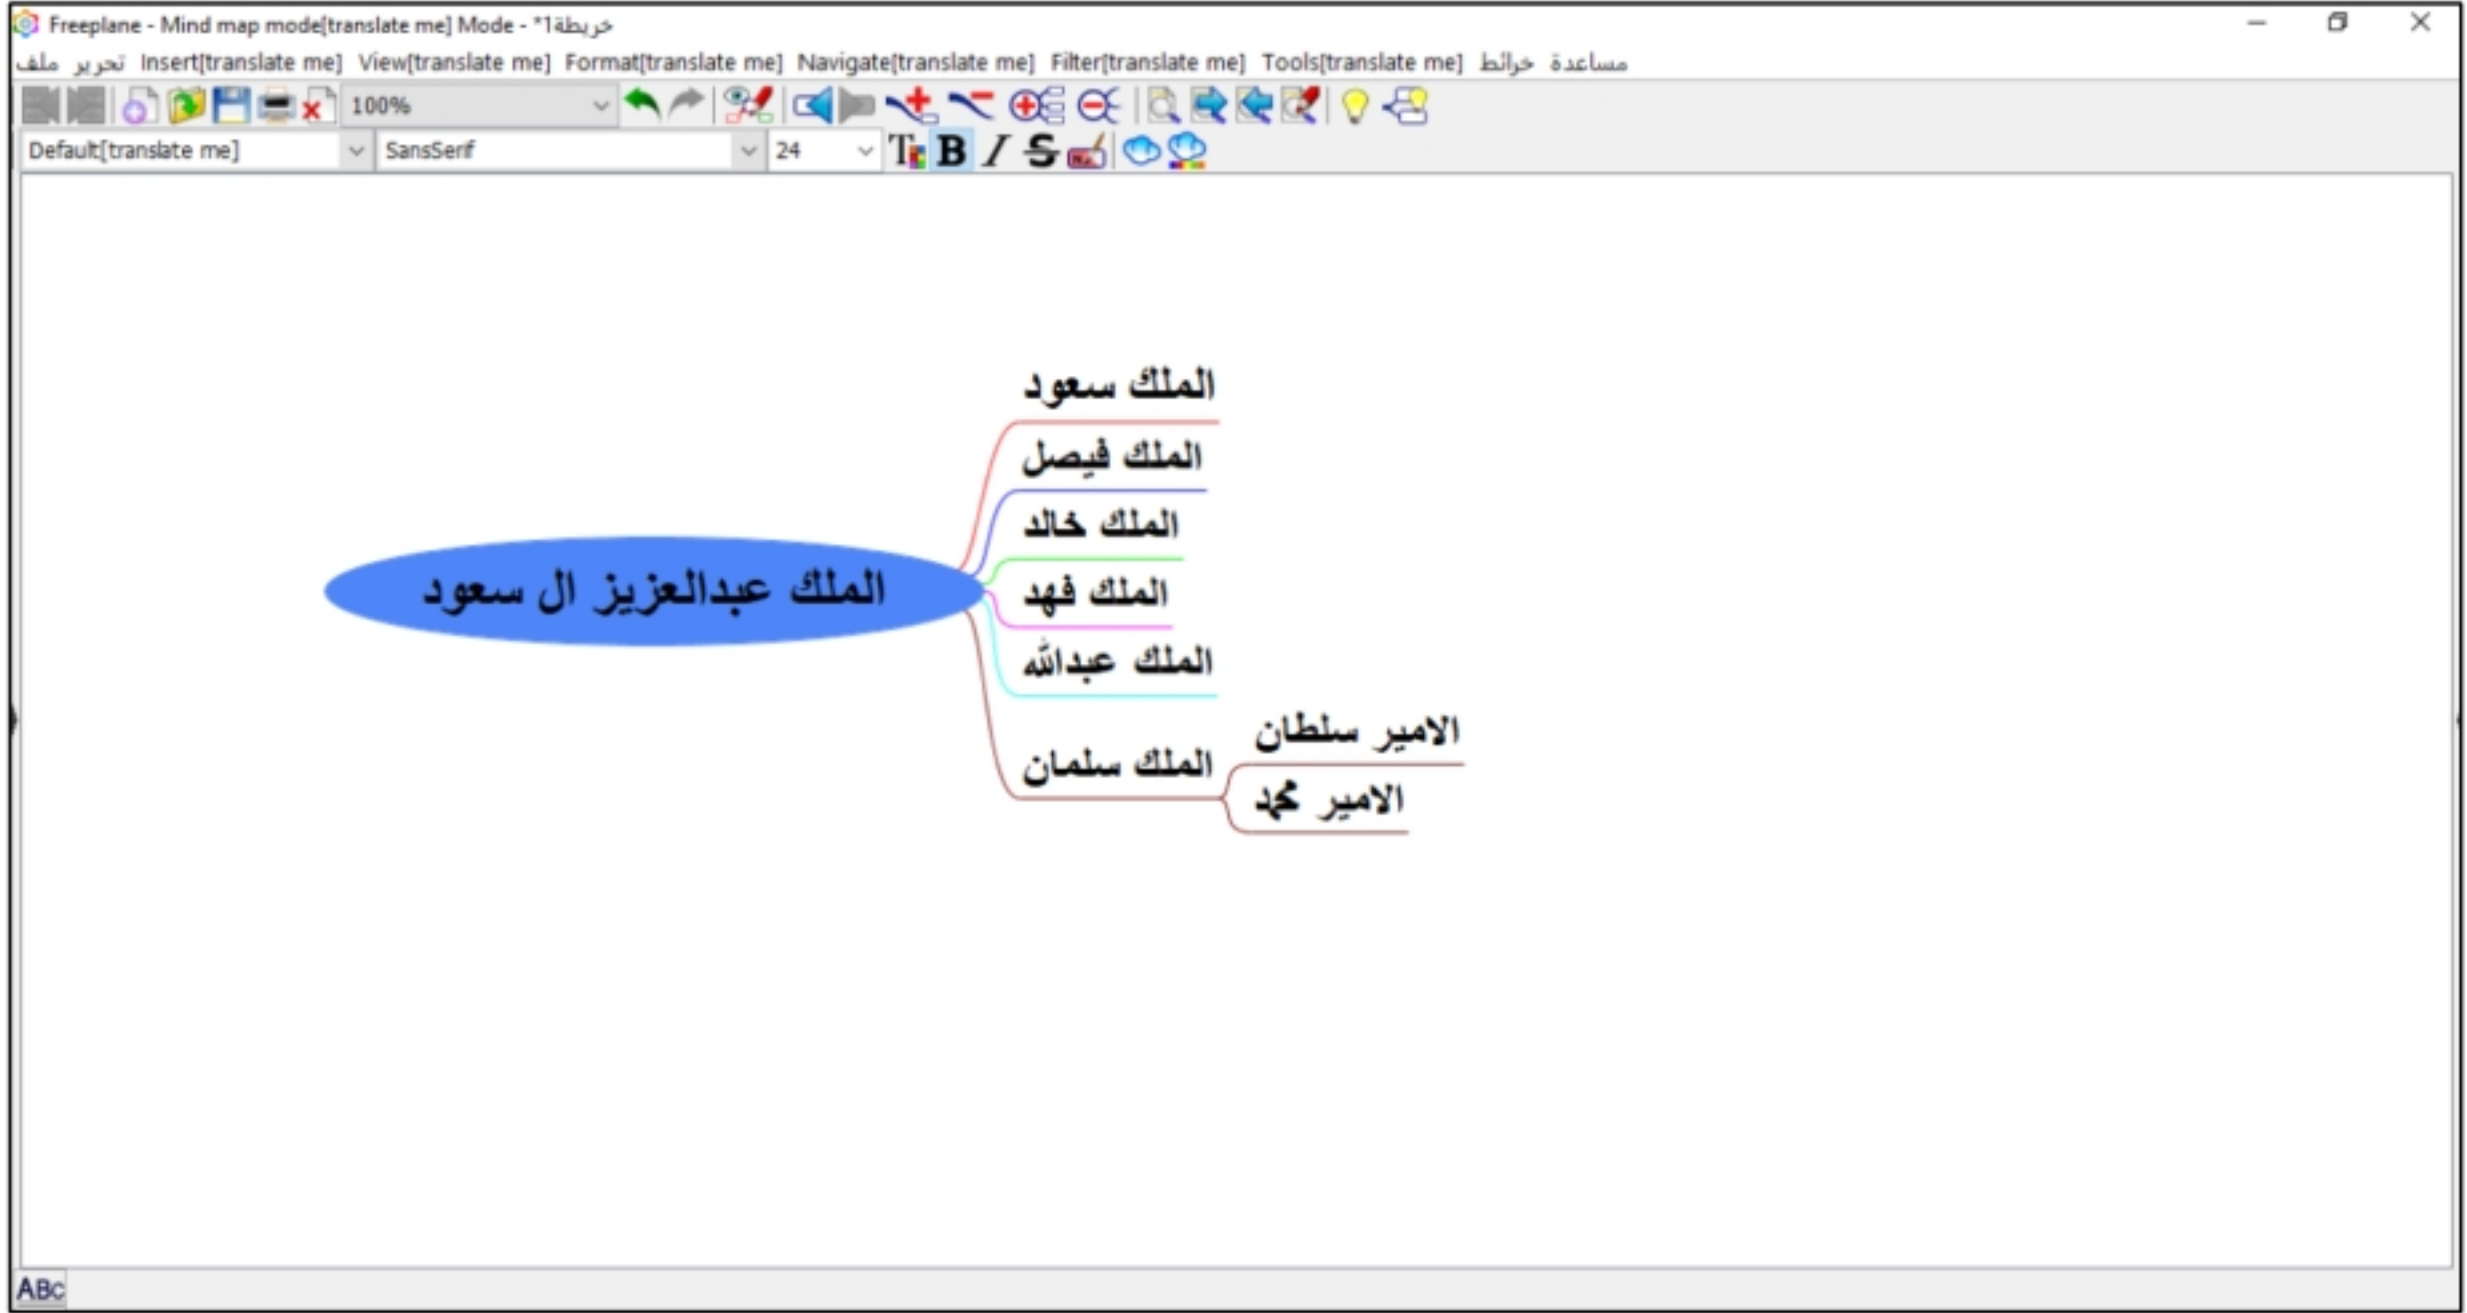 Freeplane - Mind map mode[translate me] Mode - *خريطة1
ملف تحرير Insert[translate me] View[translate me] Format[translate me] Navigate[translate me] Filter[translate me] Tools[translate me] خرائط مساعدة
100%
Default[translate me] SansSerif 24 T B I S
الملك سعود
الملك فيصل
الملك خالد
الملك عبدالعزيز ال سعود
الملك فهد
الملك عبدالله
الامير سلطان
الملك سلمان
الامير محمد
ABC